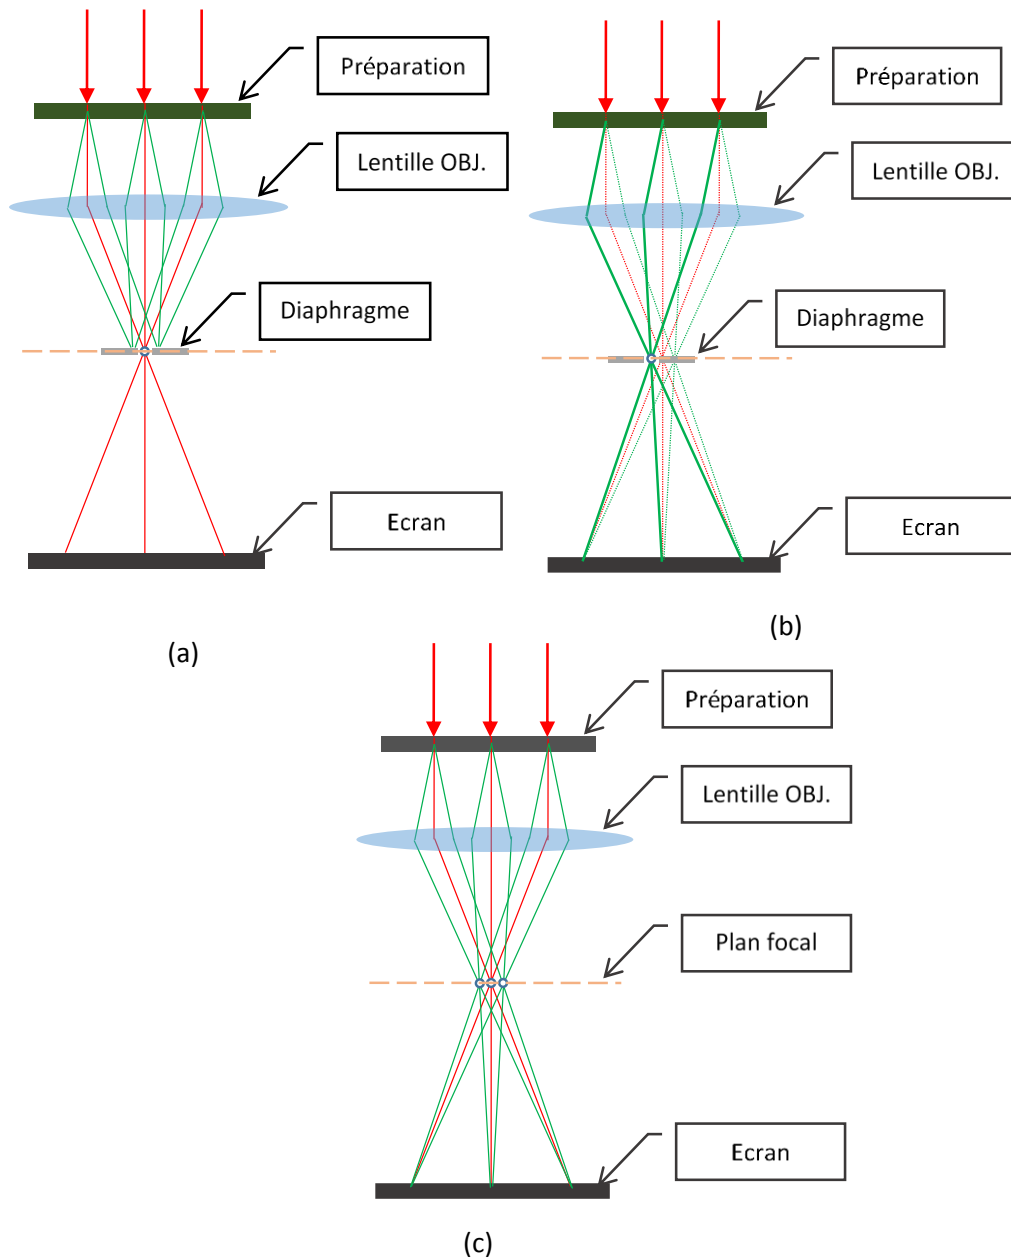 Préparation
Lentille OBJ.
Diaphragme
Ecran
(a)
Préparation
Lentille OBJ.
Diaphragme
Ecran
(b)
Préparation
Lentille OBJ.
Plan focal
Ecran
(c)